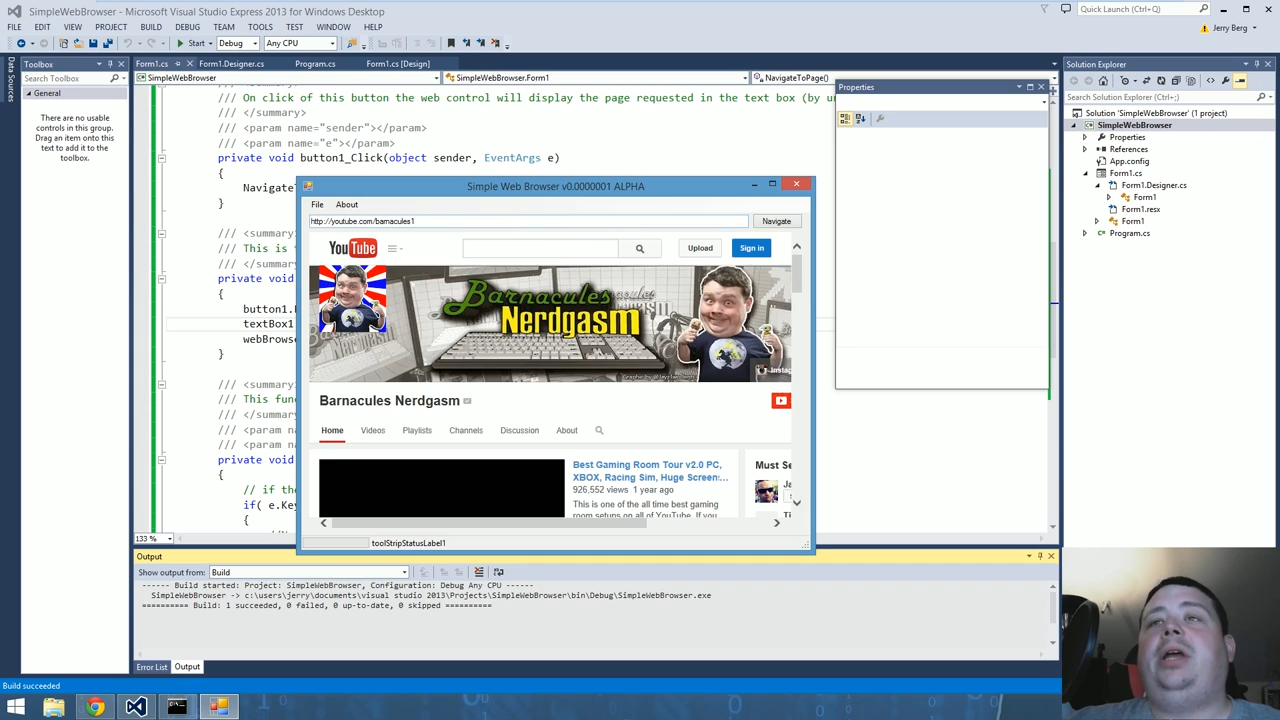 SimpleWebBrowser - Microsoft Visual Studio Express 2013 for Windows Desktop
Quick Launch (Ctrl+Q)
FILE EDIT VIEW PROJECT BUILD DEBUG TEAM TOOLS TEST WINDOW HELP
Jerry Berg
Start Debug Any CPU
Data Sources
Toolbox
Search Toolbox
General
There are no usable
controls in this group.
Drag an item onto this
text to add it to the
toolbox.
Form1.cs Form1.Designer.cs Program.cs Form1.cs [Design]
SimpleWebBrowser SimpleWebBrowser.Form1 NavigateToPage()
/// On click of this button the web control will display the page requested in the text box (by u
/// </summary>
/// <param name="sender"></param>
/// <param name="e"></param>
private void button1_Click(object sender, EventArgs e)
{
Navigate
}
/// <summary
/// This is
/// </summary
private void
{
button1.
textBox1
webBrowse
}
/// <summary
/// This fun
/// </summary
/// <param na
/// <param na
private void
{
// if the
if( e.Key
{
133 %
Simple Web Browser v0.0000001 ALPHA
File About
http://youtube.com/barnacules1
Navigate
YouTube
Upload Sign in
Barnacules
Nerdgasm
Instag
Barnacules Nerdgasm
Home Videos Playlists Channels Discussion About
Best Gaming Room Tour v2.0 PC,
XBOX, Racing Sim, Huge Screen...
926,552 views 1 year ago
This is one of the all time best gaming
room setups on all of YouTube. If you
Must Se
Ja
Ti
toolStripStatusLabel1
Properties
Solution Explorer
Search Solution Explorer (Ctrl+;)
Solution 'SimpleWebBrowser' (1 project)
SimpleWebBrowser
Properties
References
App.config
Form1.cs
Form1.Designer.cs
Form1
Form1.resx
Form1
Program.cs
Output
Show output from: Build
------ Build started: Project: SimpleWebBrowser, Configuration: Debug Any CPU ------
SimpleWebBrowser -> c:\users\jerry\documents\visual studio 2013\Projects\SimpleWebBrowser\bin\Debug\SimpleWebBrowser.exe
========== Build: 1 succeeded, 0 failed, 0 up-to-date, 0 skipped ==========
Error List Output
Build succeeded